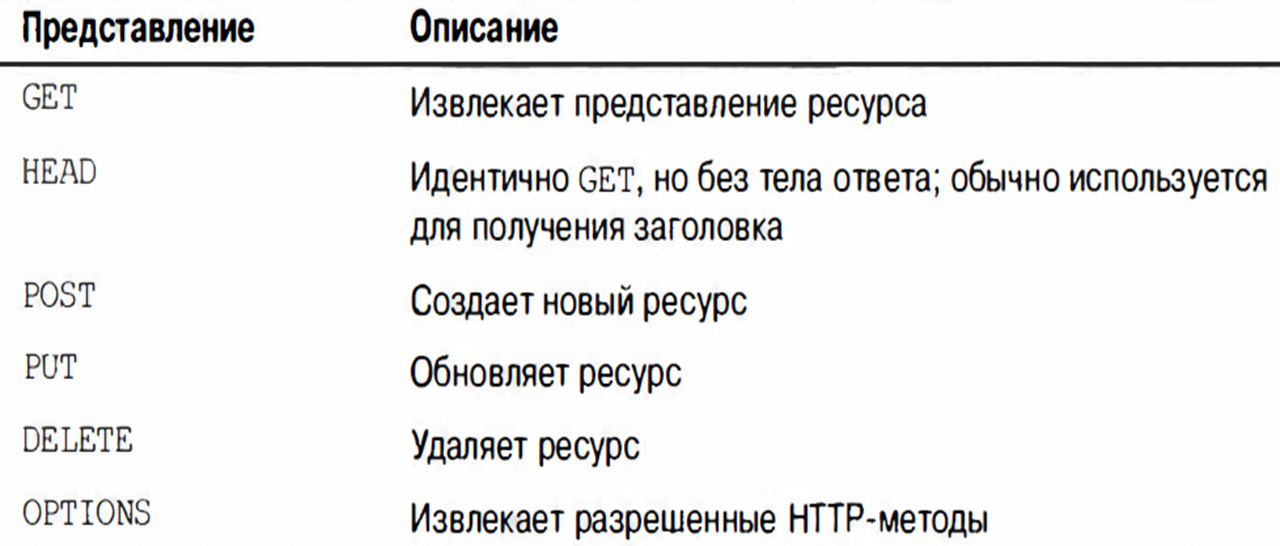 Представление Описание
GET Извлекает представление ресурса
HEAD Идентично GET, но без тела ответа; обычно используется
для получения заголовка
POST Создает новый ресурс
PUT Обновляет ресурс
DELETE Удаляет ресурс
OPTIONS Извлекает разрешенные HTTP-методы